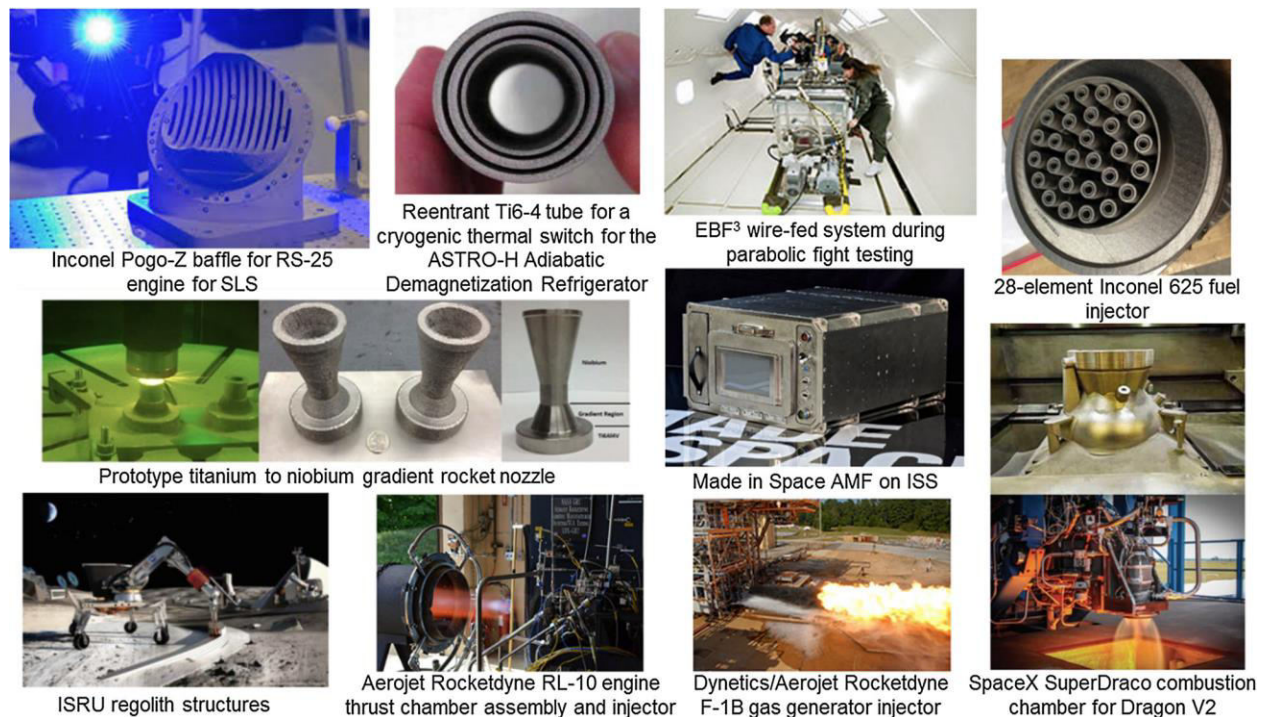 Inconel Pogo-Z baffle for RS-25
engine for SLS
Reentrant Ti6-4 tube for a
cryogenic thermal switch for the
ASTRO-H Adiabatic
Demagnetization Refrigerator
EBF³ wire-fed system during
parabolic fight testing
28-element Inconel 625 fuel
injector
Niobium
Gradient Region
Ti6Al4V
Prototype titanium to niobium gradient rocket nozzle
MADE
SPACE
Made in Space AMF on ISS
ISRU regolith structures
Aerojet Rocketdyne RL-10 engine
thrust chamber assembly and injector
Dynetics/Aerojet Rocketdyne
F-1B gas generator injector
SpaceX SuperDraco combustion
chamber for Dragon V2